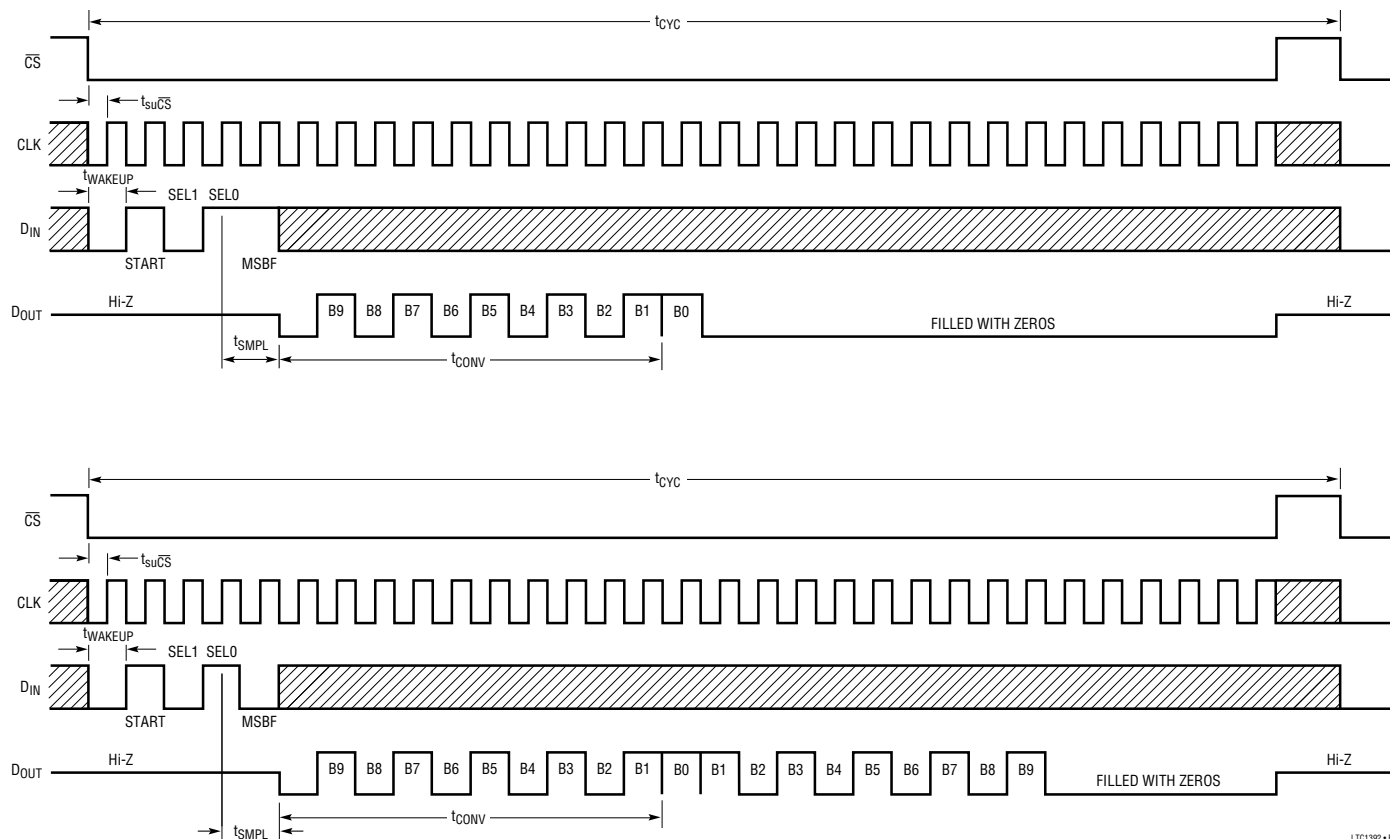 tCYC
CS
tsuCS
CLK
tWAKEUP
SEL1 SEL0
DIN
START MSBF
Hi-Z B9 B8 B7 B6 B5 B4 B3 B2 B1 B0 Hi-Z
DOUT FILLED WITH ZEROS
tSMPL
tCONV
tCYC
CS
tsuCS
CLK
tWAKEUP
SEL1 SEL0
DIN
START MSBF
Hi-Z B9 B8 B7 B6 B5 B4 B3 B2 B1 B0 B1 B2 B3 B4 B5 B6 B7 B8 B9 Hi-Z
DOUT FILLED WITH ZEROS
tCONV
tSMPL